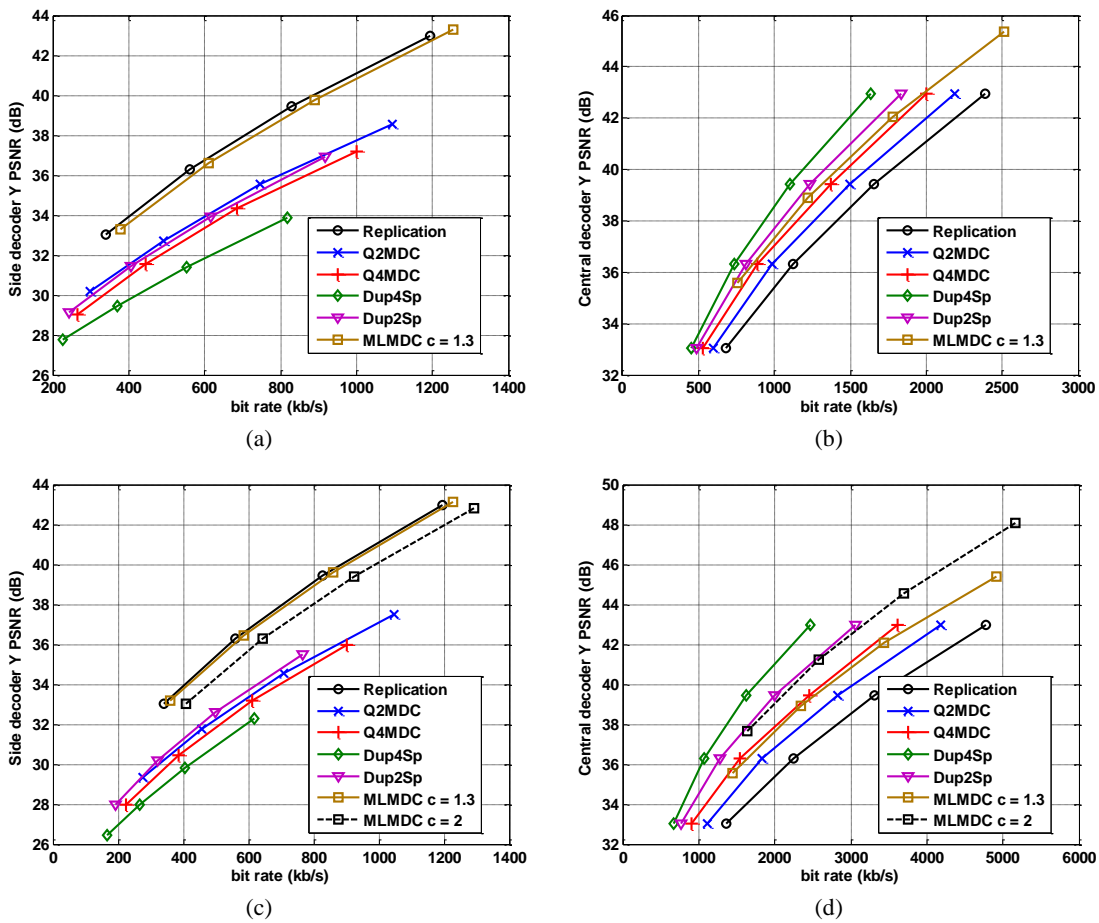 44
42
40
38
36
34
32
30
28
26
Side decoder Y PSNR (dB)
200 400 600 800 1000 1200 1400
bit rate (kb/s)
Replication
Q2MDC
Q4MDC
Dup4Sp
Dup2Sp
MLMDC c = 1.3
(a)
46
44
42
40
38
36
34
32
Central decoder Y PSNR (dB)
0 500 1000 1500 2000 2500 3000
bit rate (kb/s)
Replication
Q2MDC
Q4MDC
Dup4Sp
Dup2Sp
MLMDC c = 1.3
(b)
44
42
40
38
36
34
32
30
28
26
Side decoder Y PSNR (dB)
0 200 400 600 800 1000 1200 1400
bit rate (kb/s)
Replication
Q2MDC
Q4MDC
Dup4Sp
Dup2Sp
MLMDC c = 1.3
MLMDC c = 2
(c)
50
48
46
44
42
40
38
36
34
32
Central decoder Y PSNR (dB)
0 1000 2000 3000 4000 5000 6000
bit rate (kb/s)
Replication
Q2MDC
Q4MDC
Dup4Sp
Dup2Sp
MLMDC c = 1.3
MLMDC c = 2
(d)